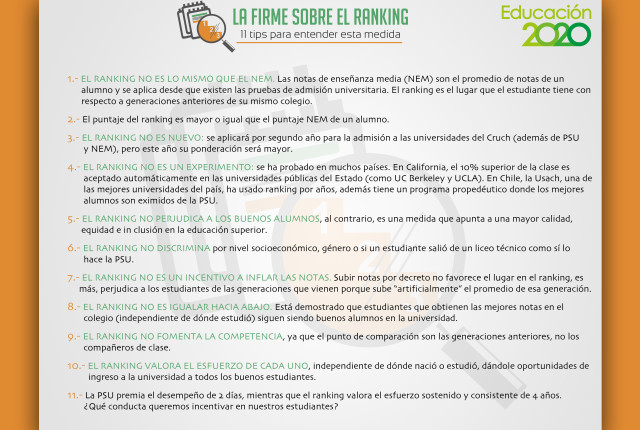 LA FIRME SOBRE EL RANKING
11 tips para entender esta medida
Educación
2020
1.- EL RANKING NO ES LO MISMO QUE EL NEM. Las notas de enseñanza media (NEM) son el promedio de notas de un
alumno y se aplica desde que existen las pruebas de admisión universitaria. El ranking es el lugar que el estudiante tiene con
respecto a generaciones anteriores de su mismo colegio.
2.- El puntaje del ranking es mayor o igual que el puntaje NEM de un alumno.
3.- EL RANKING NO ES NUEVO: se aplicará por segundo año para la admisión a las universidades del Cruch (además de PSU
y NEM), pero este año su ponderación será mayor.
4.- EL RANKING NO ES UN EXPERIMENTO: se ha probado en muchos países. En California, el 10% superior de la clase es
aceptado automáticamente en las universidades públicas del Estado (como UC Berkeley y UCLA). En Chile, la Usach, una de
las mejores universidades del país, ha usado ranking por años, además tiene un programa propedéutico donde los mejores
alumnos son eximidos de la PSU.
5.- EL RANKING NO PERJUDICA A LOS BUENOS ALUMNOS, al contrario, es una medida que apunta a una mayor calidad,
equidad e in clusión en la educación superior.
6.- EL RANKING NO DISCRIMINA por nivel socioeconómico, género o si un estudiante salió de un liceo técnico como sí lo
hace la PSU.
7.- EL RANKING NO ES UN INCENTIVO A INFLAR LAS NOTAS. Subir notas por decreto no favorece el lugar en el ranking, es
más, perjudica a los estudiantes de las generaciones que vienen porque sube "artificialmente" el promedio de esa generación.
8.- EL RANKING NO ES IGUALAR HACIA ABAJO. Está demostrado que estudiantes que obtienen las mejores notas en el
colegio (independiente de dónde estudió) siguen siendo buenos alumnos en la universidad.
9.- EL RANKING NO FOMENTA LA COMPETENCIA, ya que el punto de comparación son las generaciones anteriores, no los
compañeros de clase.
10.- EL RANKING VALORA EL ESFUERZO DE CADA UNO, independiente de dónde nació o estudió, dándole oportunidades de
ingreso a la universidad a todos los buenos estudiantes.
11.- La PSU premia el desempeño de 2 días, mientras que el ranking valora el esfuerzo sostenido y consistente de 4 años.
¿Qué conducta queremos incentivar en nuestros estudiantes?